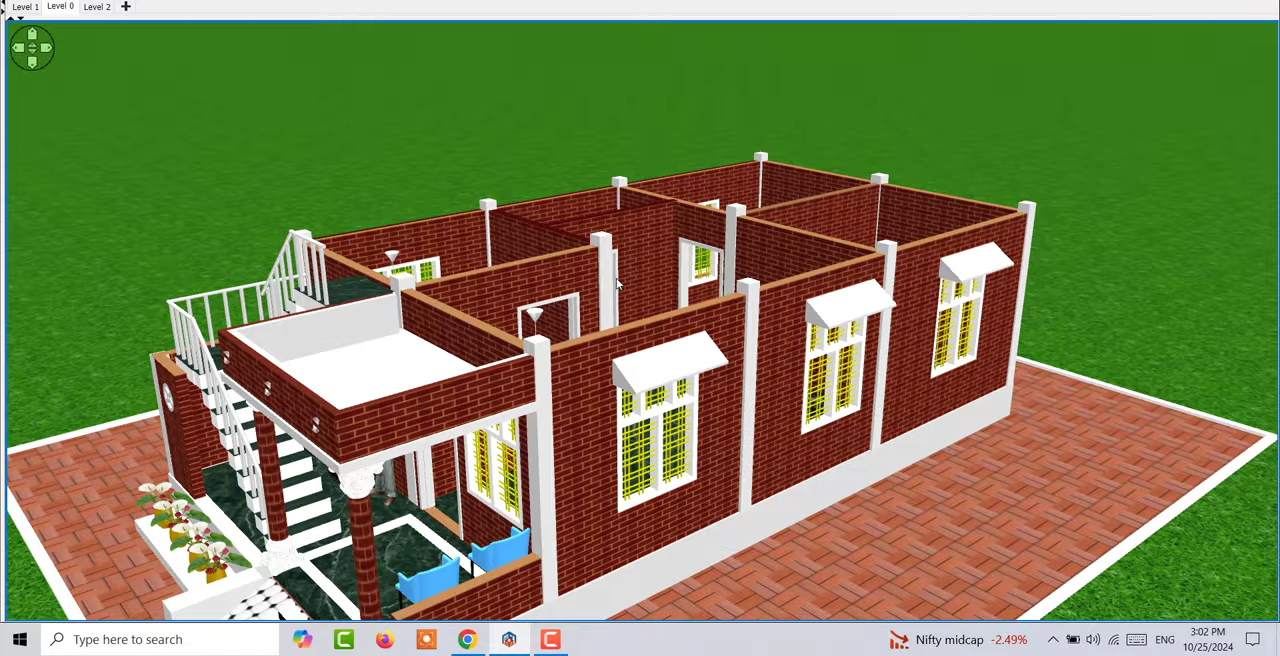 Level 1 Level 0 Level 2
Type here to search
Nifty midcap -2.49%
ENG
3:02 PM
10/25/2024